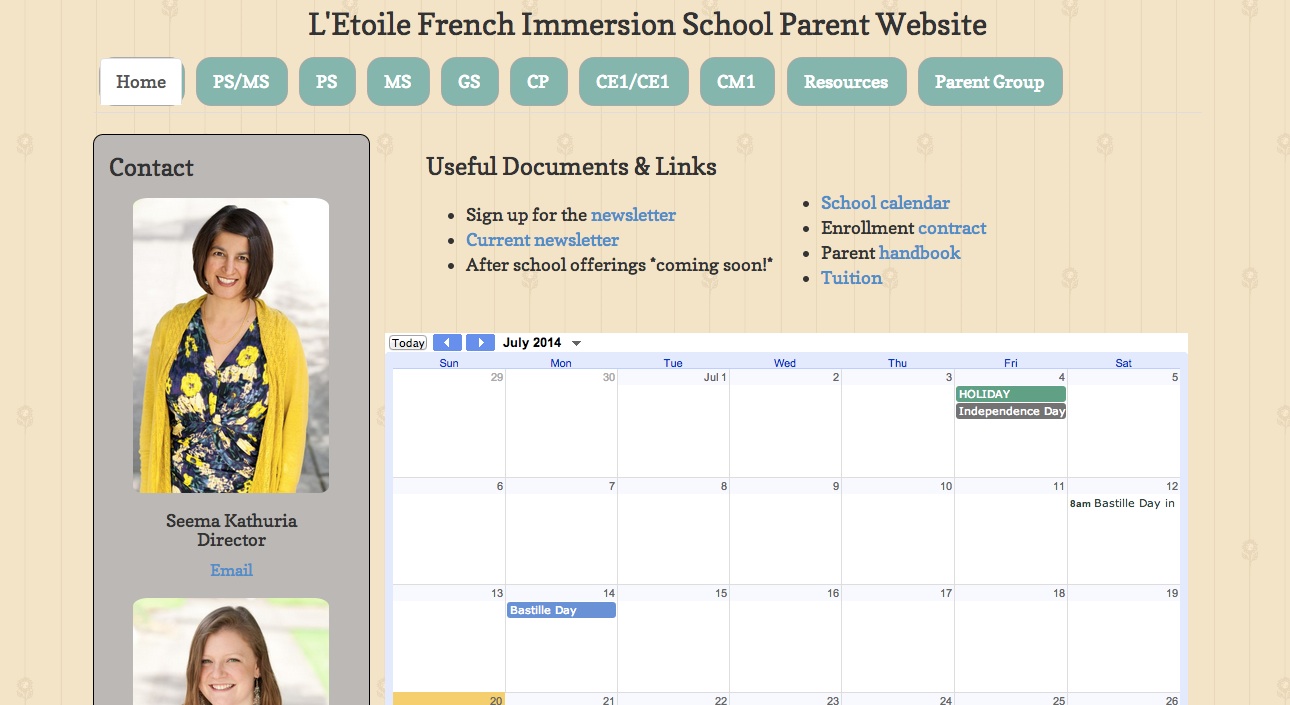 L'Etoile French Immersion School Parent Website
Home PS/MS PS MS GS CP CE1/CE1 CM1 Resources Parent Group
Contact
Seema Kathuria
Director
Email
Useful Documents & Links
Sign up for the newsletter
Current newsletter
After school offerings *coming soon!*
School calendar
Enrollment contract
Parent handbook
Tuition
Today July 2014
Sun Mon Tue Wed Thu Fri Sat
29 30 Jul 1 2 3 4 5
HOLIDAY
Independence Day
6 7 8 9 10 11 12
8am Bastille Day in
13 14 15 16 17 18 19
Bastille Day
20 21 22 23 24 25 26